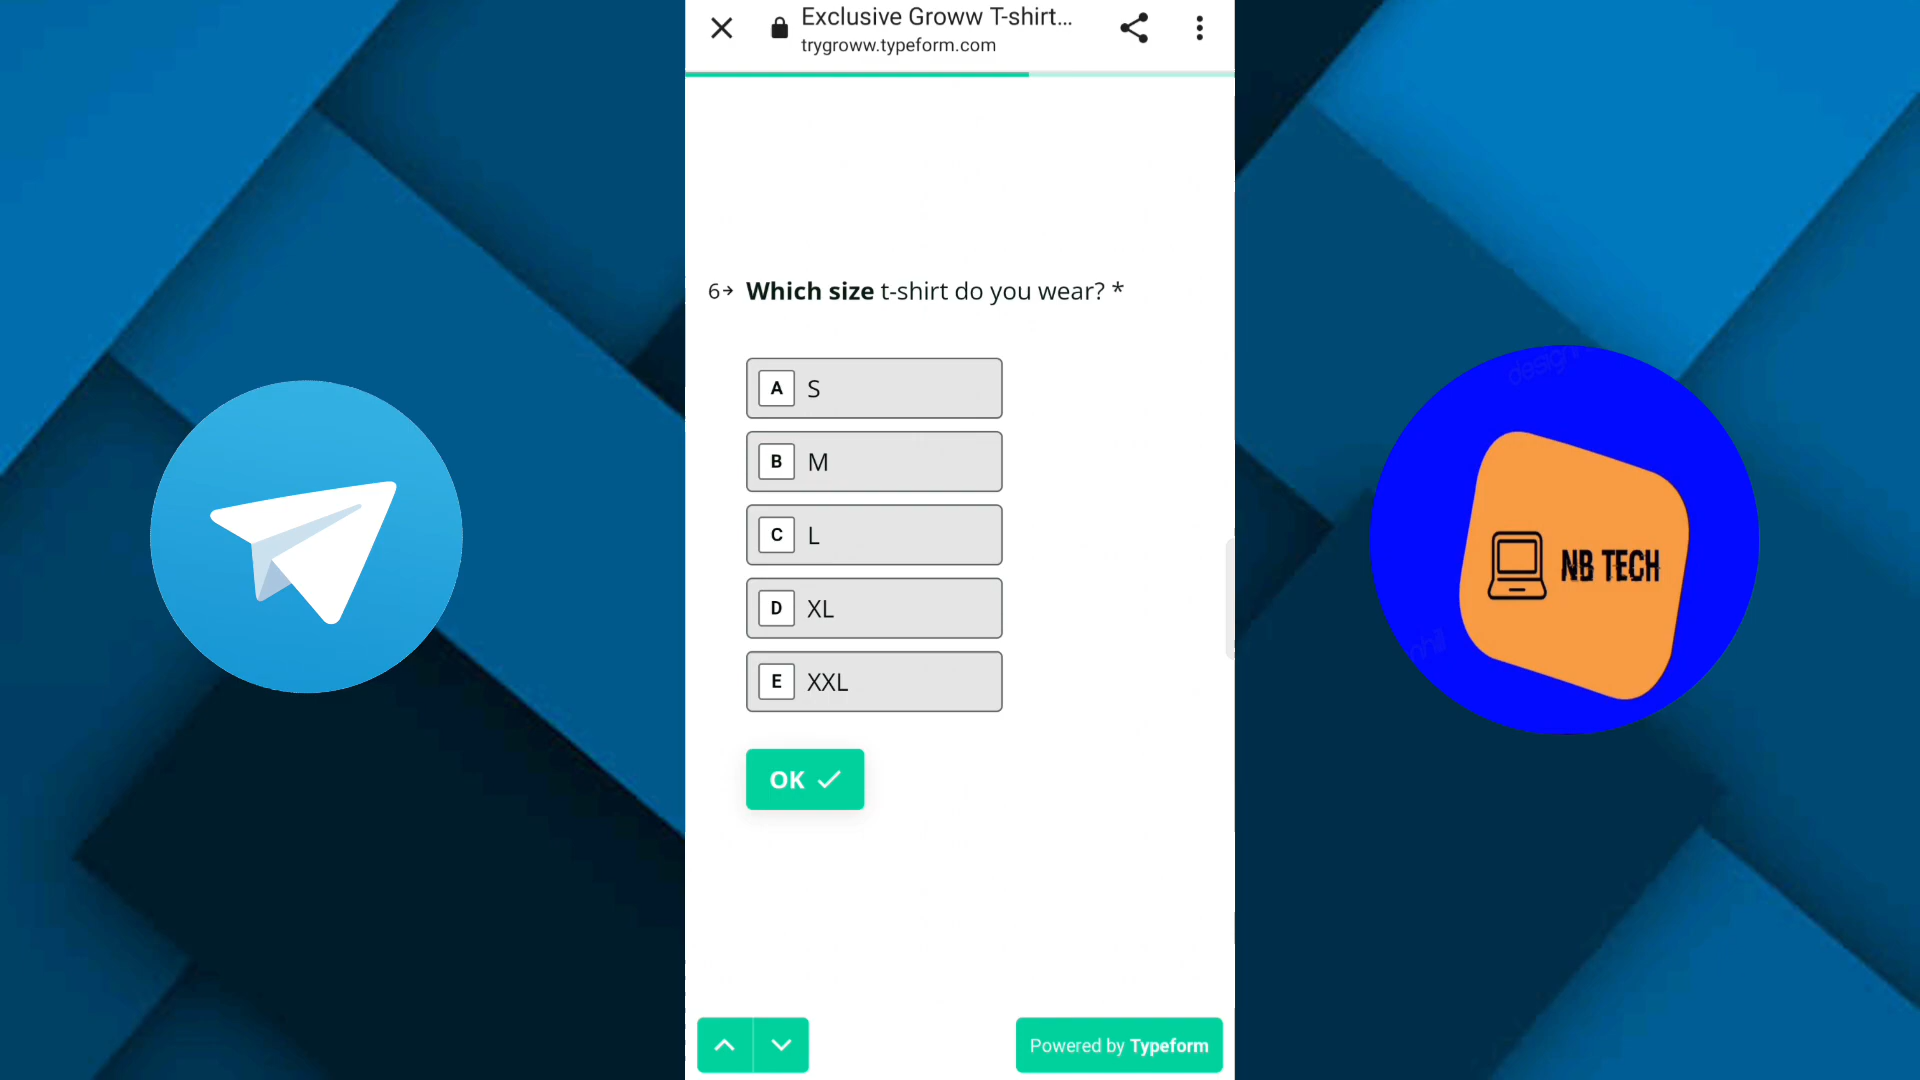 Exclusive Groww T-shirt...
trygroww.typeform.com
6→ Which size t-shirt do you wear? *
A S
B M
C L
D XL
E XXL
OK
Powered by Typeform
NB TECH